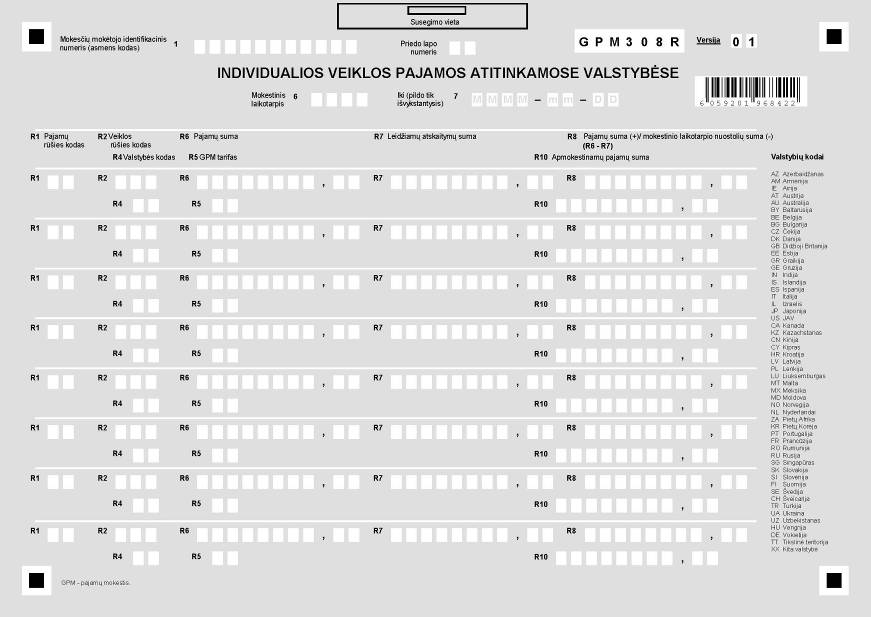 Susegimo vieta
Mokesčių mokėtojo identifikacinis
numeris (asmens kodas) 1
Priedo lapo
numeris
GPM308R
Versija 01
INDIVIDUALIOS VEIKLOS PAJAMOS ATITINKAMOSE VALSTYBĖSE
Mokestinis
laikotarpis 6
Iki (pildo tik
išvykstantysis) 7 MMMM – mm – DD
6 059201 968422
R1 Pajamų
rūšies kodas
R2 Veiklos
rūšies kodas
R6 Pajamų suma
R7 Leidžiamų atskaitymų suma
R8 Pajamų suma (+)/ mokestinio laikotarpio nuostolių suma (-)
(R6 - R7)
R4 Valstybės kodas R5 GPM tarifas R10 Apmokestinamų pajamų suma
R1 R2 R6 , R7 , R8 ,
R4 R5 R10 ,
R1 R2 R6 , R7 , R8 ,
R4 R5 R10 ,
R1 R2 R6 , R7 , R8 ,
R4 R5 R10 ,
R1 R2 R6 , R7 , R8 ,
R4 R5 R10 ,
R1 R2 R6 , R7 , R8 ,
R4 R5 R10 ,
R1 R2 R6 , R7 , R8 ,
R4 R5 R10 ,
R1 R2 R6 , R7 , R8 ,
R4 R5 R10 ,
R1 R2 R6 , R7 , R8 ,
R4 R5 R10 ,
Valstybių kodai
AZ Azerbaidžanas
AM Armėnija
IE Airija
AT Austrija
AU Australija
BY Baltarusija
BE Belgija
BG Bulgarija
CZ Čekija
DK Danija
GB Didžioji Britanija
EE Estija
GR Graikija
GE Gruzija
IN Indija
IS Islandija
ES Ispanija
IT Italija
IL Izraelis
JP Japonija
US JAV
CA Kanada
KZ Kazachstanas
CN Kinija
CY Kipras
HR Kroatija
LV Latvija
PL Lenkija
LU Liuksemburgas
MT Malta
MX Meksika
MD Moldova
NO Norvegija
NL Nyderlandai
ZA Pietų Afrika
KR Pietų Korėja
PT Portugalija
FR Prancūzija
RO Rumunija
RU Rusija
SG Singapūras
SK Slovakija
SI Slovėnija
FI Suomija
SE Švedija
CH Šveicarija
TR Turkija
UA Ukraina
UZ Uzbekistanas
HU Vengrija
DE Vokietija
TT Tikslinė teritorija
XX Kita valstybė
GPM - pajamų mokestis.